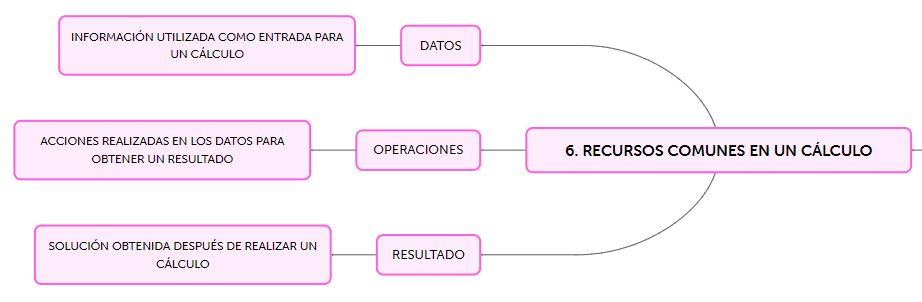 INFORMACIÓN UTILIZADA COMO ENTRADA PARA
UN CÁLCULO
DATOS
ACCIONES REALIZADAS EN LOS DATOS PARA
OBTENER UN RESULTADO
OPERACIONES
6. RECURSOS COMUNES EN UN CÁLCULO
SOLUCIÓN OBTENIDA DESPUÉS DE REALIZAR UN
CÁLCULO
RESULTADO